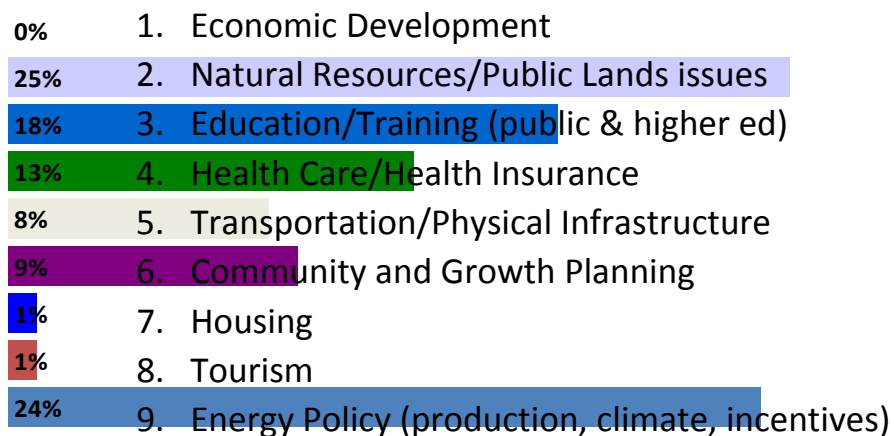 0% 1. Economic Development
25% 2. Natural Resources/Public Lands issues
18% 3. Education/Training (public & higher ed)
13% 4. Health Care/Health Insurance
8% 5. Transportation/Physical Infrastructure
9% 6. Community and Growth Planning
1% 7. Housing
1% 8. Tourism
24% 9. Energy Policy (production, climate, incentives)